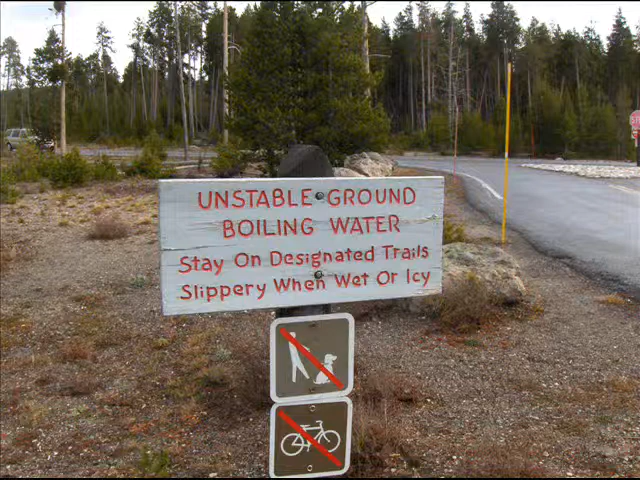 UNSTABLE GROUND
BOILING WATER
Stay On Designated Trails
Slippery When Wet Or Icy